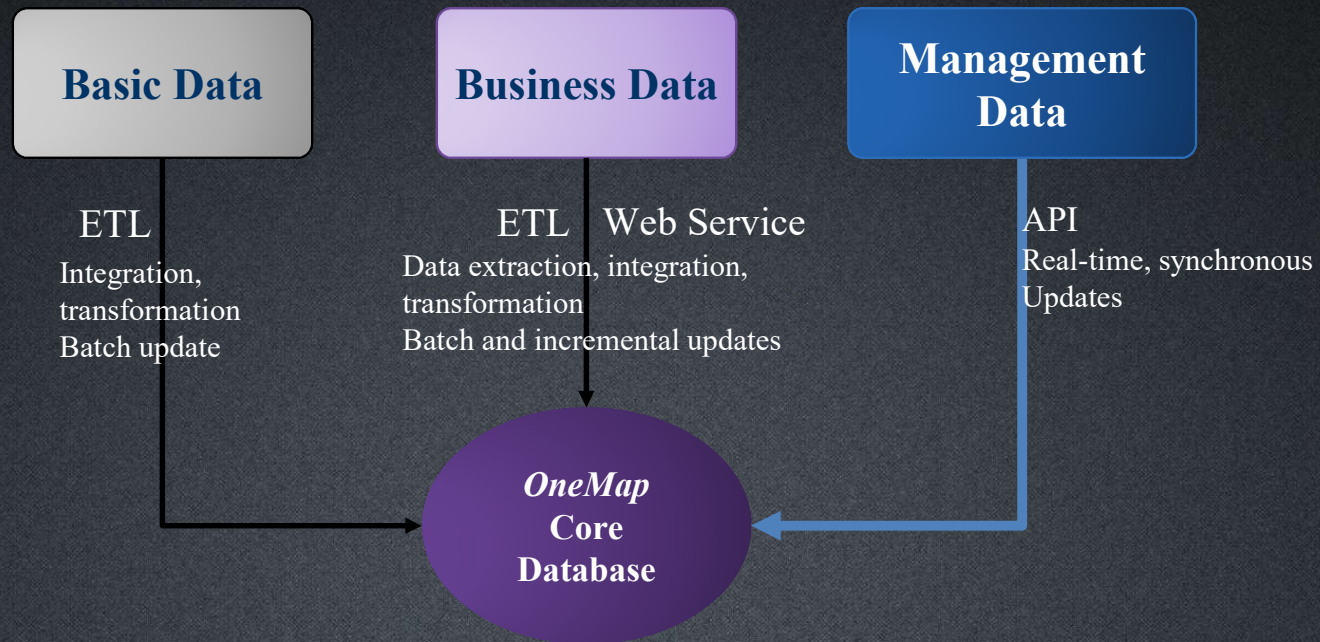 Basic Data
Business Data
Management
Data
ETL
Integration,
transformation
Batch update
ETL Web Service
Data extraction, integration,
transformation
Batch and incremental updates
API
Real-time, synchronous
Updates
OneMap
Core
Database